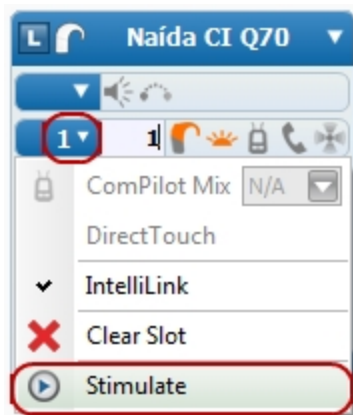 L Naída CI Q70
1 1
ComPilot Mix N/A
DirectTouch
IntelliLink
Clear Slot
Stimulate